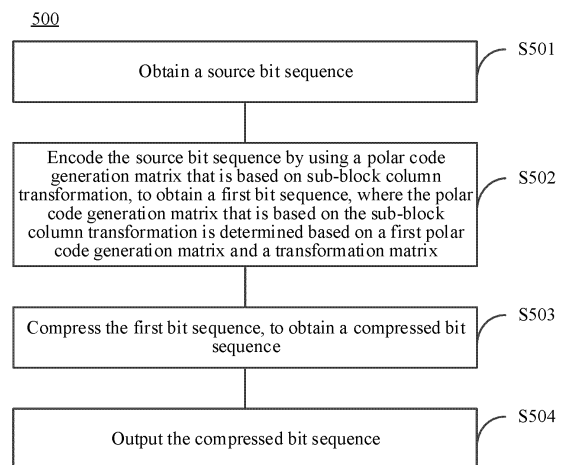 500
Obtain a source bit sequence
S501
Encode the source bit sequence by using a polar code
generation matrix that is based on sub-block column
transformation, to obtain a first bit sequence, where the polar
code generation matrix that is based on the sub-block
column transformation is determined based on a first polar
code generation matrix and a transformation matrix
S502
Compress the first bit sequence, to obtain a compressed bit
sequence
S503
Output the compressed bit sequence
S504